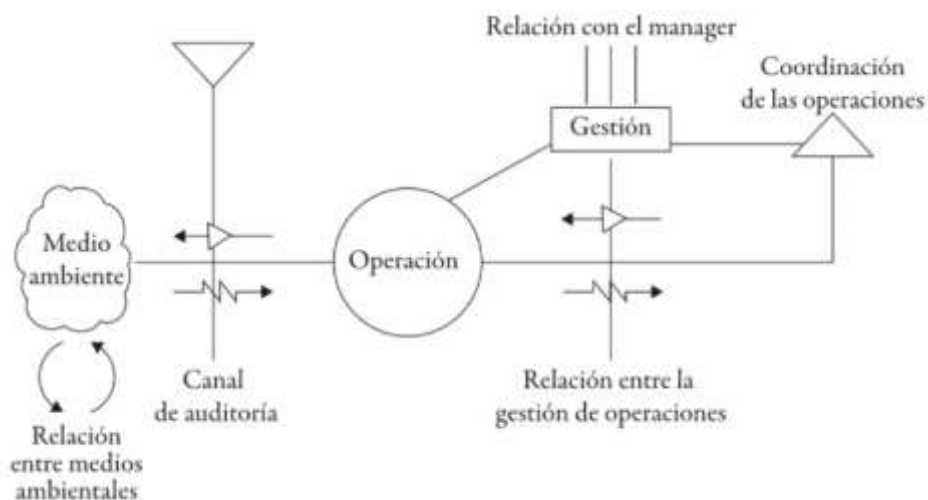 Relación con el manager
Coordinación
de las operaciones
Gestión
Medio
ambiente
Operación
Canal
de auditoría
Relación entre la
gestión de operaciones
Relación
entre medios
ambientales